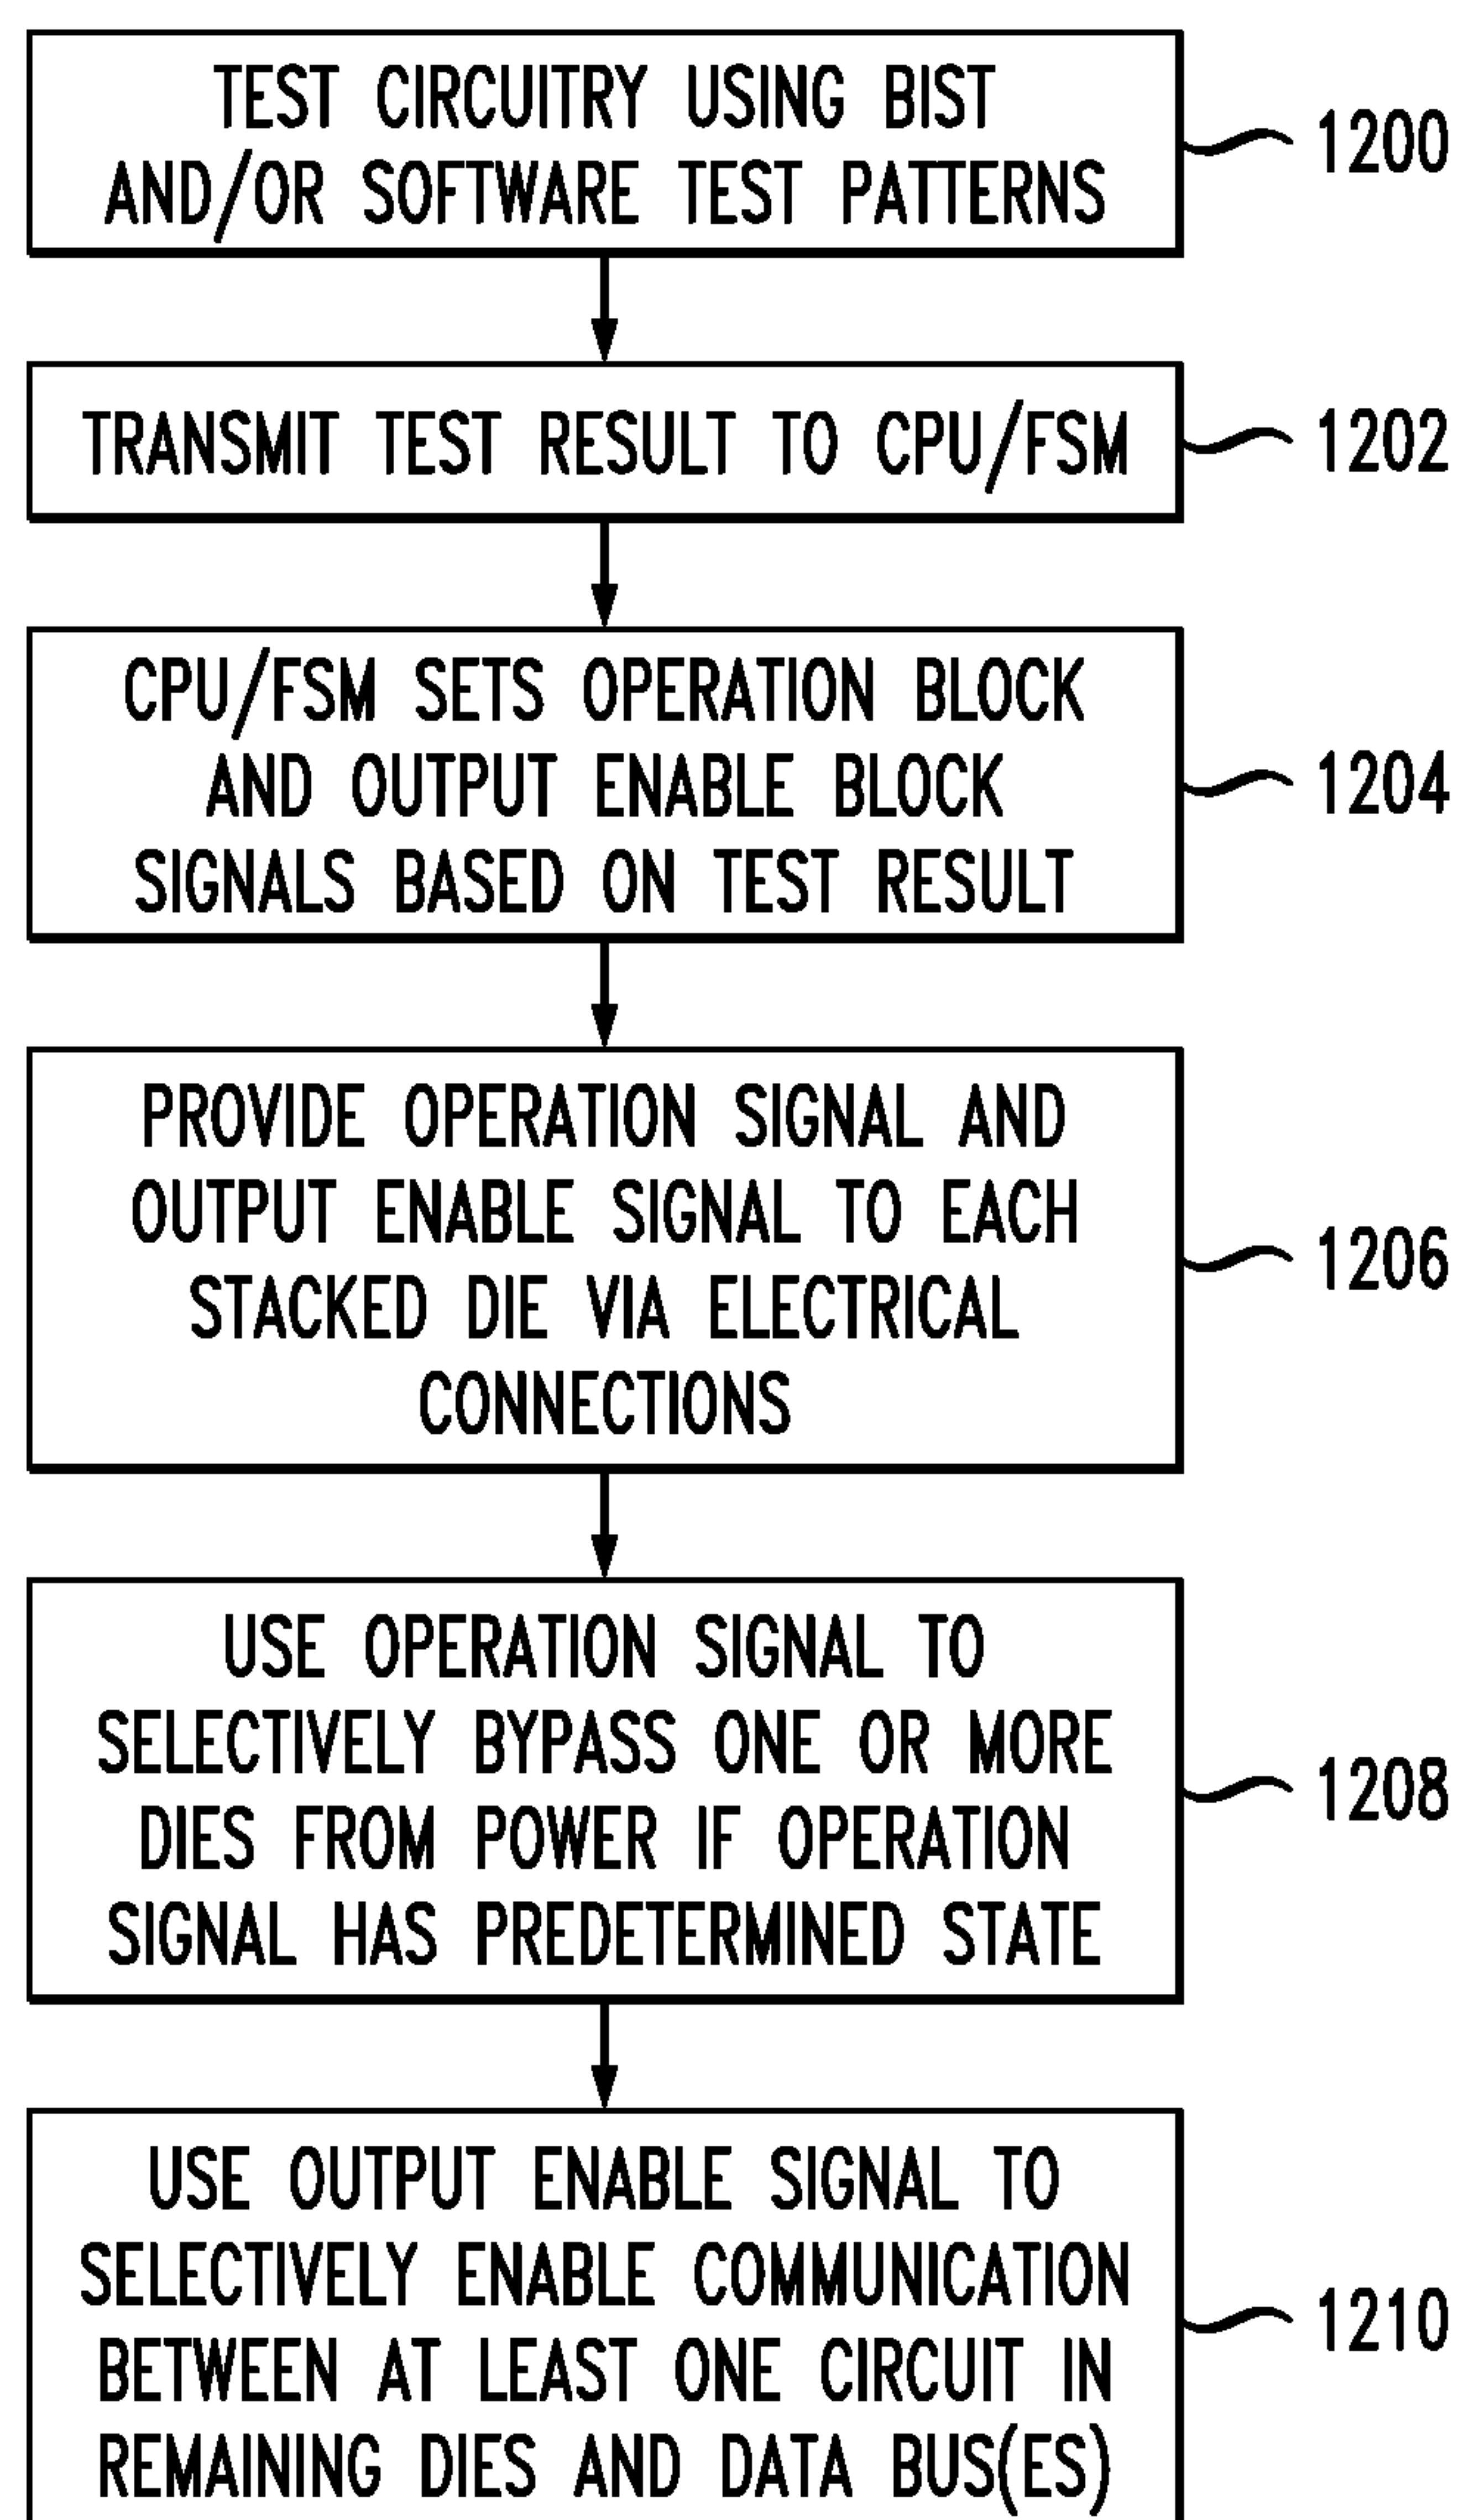 TEST CIRCUITRY USING BIST
AND/OR SOFTWARE TEST PATTERNS
1200
TRANSMIT TEST RESULT TO CPU/FSM
1202
CPU/FSM SETS OPERATION BLOCK
AND OUTPUT ENABLE BLOCK
SIGNALS BASED ON TEST RESULT
1204
PROVIDE OPERATION SIGNAL AND
OUTPUT ENABLE SIGNAL TO EACH
STACKED DIE VIA ELECTRICAL
CONNECTIONS
1206
USE OPERATION SIGNAL TO
SELECTIVELY BYPASS ONE OR MORE
DIES FROM POWER IF OPERATION
SIGNAL HAS PREDETERMINED STATE
1208
USE OUTPUT ENABLE SIGNAL TO
SELECTIVELY ENABLE COMMUNICATION
BETWEEN AT LEAST ONE CIRCUIT IN
REMAINING DIES AND DATA BUS(ES)
1210